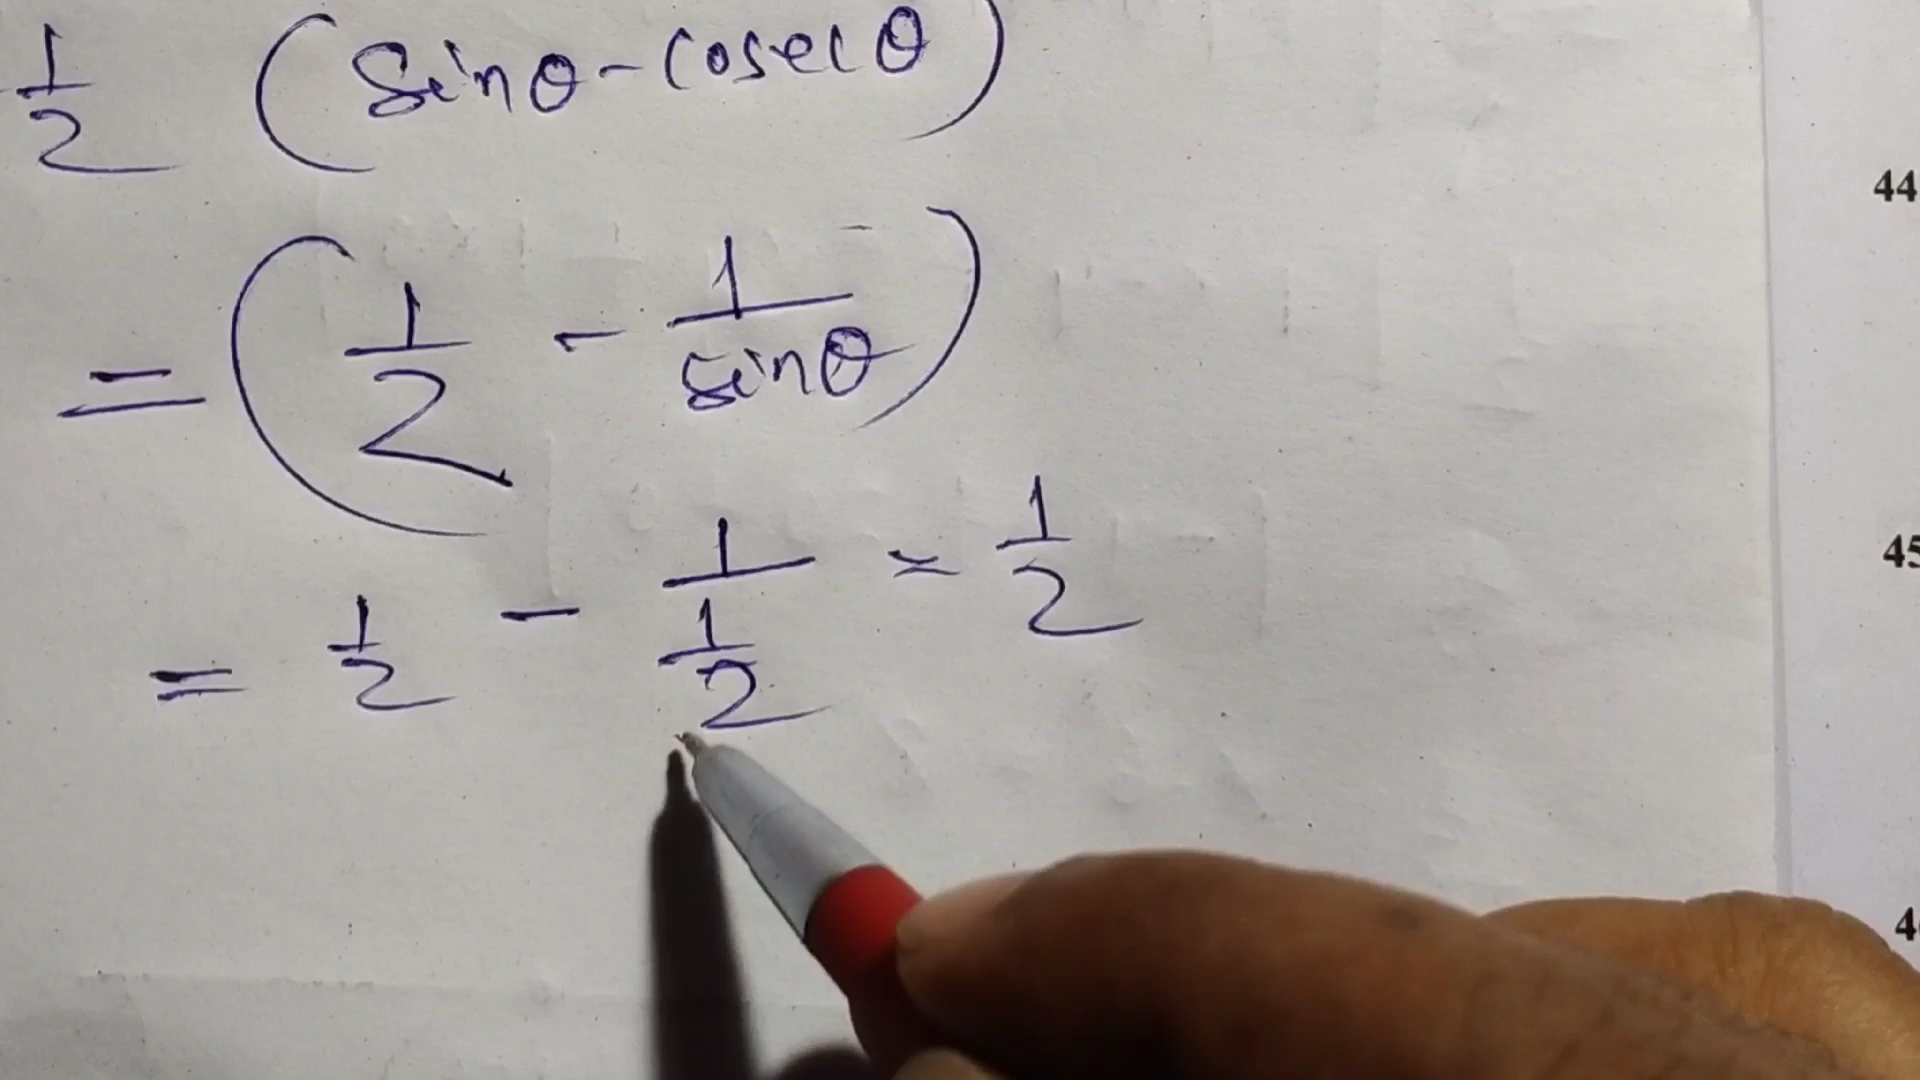 1/2 (sinθ - cosecθ)
= (1/2 - 1/sinθ)
= 1/2 - 1/(1/2) = 1/2
44
45